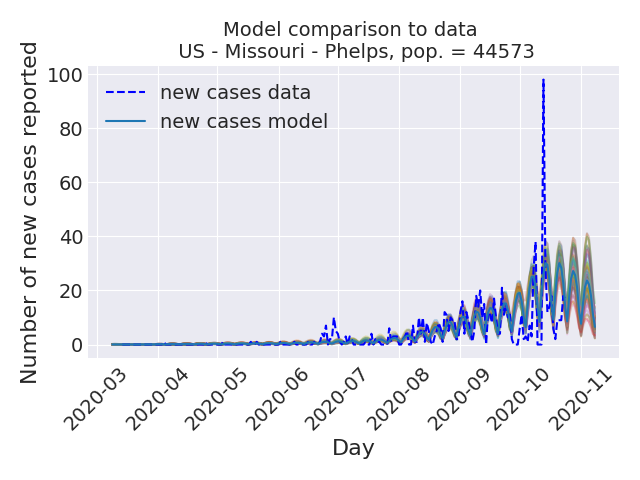 Model comparison to data
US - Missouri - Phelps, pop. = 44573
Number of new cases reported
100
80
60
40
20
0
new cases data
new cases model
2020-03
2020-04
2020-05
2020-06
2020-07
2020-08
2020-09
2020-10
2020-11
Day